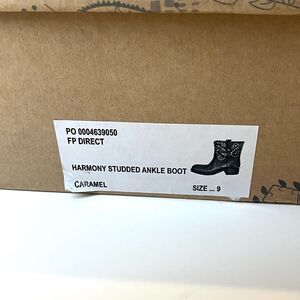 PO 0004639050
FP DIRECT
HARMONY STUDDED ANKLE BOOT
CARAMEL
SIZE ... 9